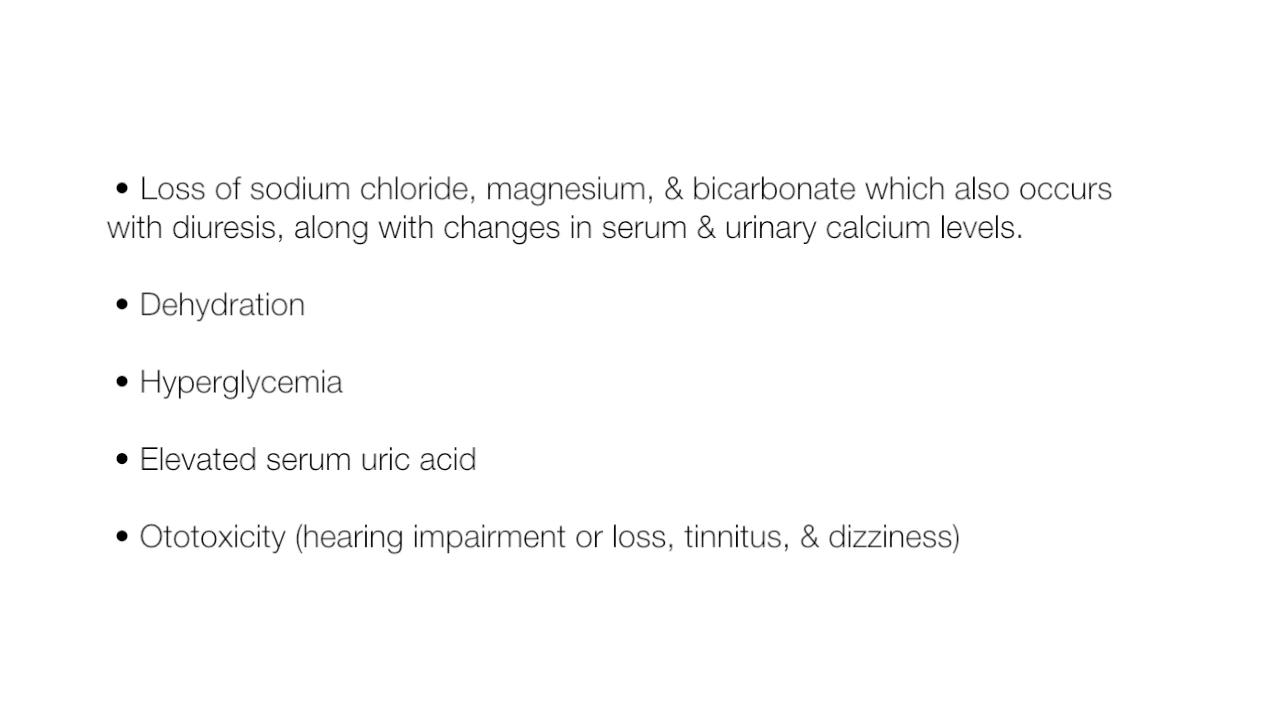 • Loss of sodium chloride, magnesium, & bicarbonate which also occurs
with diuresis, along with changes in serum & urinary calcium levels.
• Dehydration
• Hyperglycemia
• Elevated serum uric acid
• Ototoxicity (hearing impairment or loss, tinnitus, & dizziness)